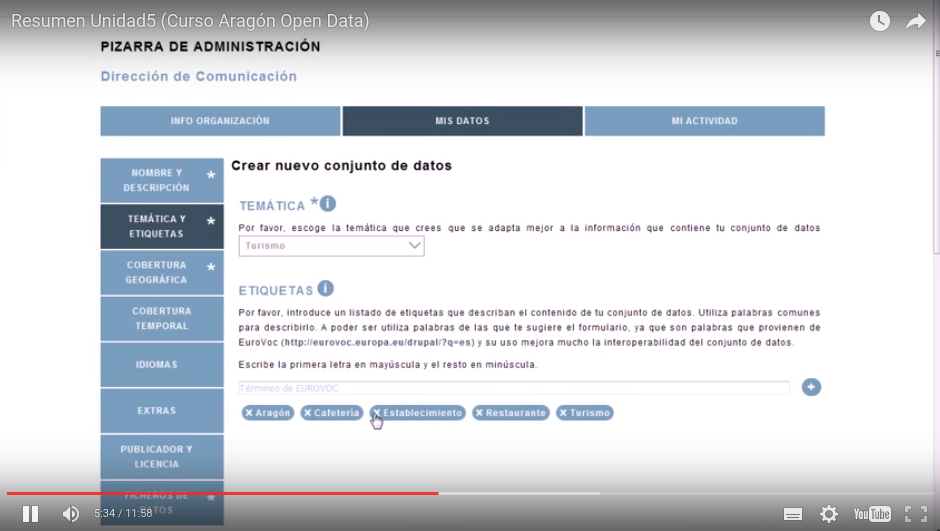 Resumen Unidad5 (Curso Aragón Open Data)
PIZARRA DE ADMINISTRACIÓN
Dirección de Comunicación
INFO ORGANIZACIÓN
MIS DATOS
MI ACTIVIDAD
NOMBRE Y
DESCRIPCIÓN *
TEMÁTICA Y
ETIQUETAS *
COBERTURA
GEOGRÁFICA *
COBERTURA
TEMPORAL
IDIOMAS
EXTRAS
PUBLICADOR Y
LICENCIA
FICHEROS DE
DATOS *
Crear nuevo conjunto de datos
TEMÁTICA * i
Por favor, escoge la temática que crees que se adapta mejor a la información que contiene tu conjunto de datos
Turismo
ETIQUETAS i
Por favor, introduce un listado de etiquetas que describan el contenido de tu conjunto de datos. Utiliza palabras comunes
para describirlo. A poder ser utiliza palabras de las que te sugiere el formulario, ya que son palabras que provienen de
EuroVoc (http://eurovoc.europa.eu/drupal/?q=es) y su uso mejora mucho la interoperabilidad del conjunto de datos.
Escribe la primera letra en mayúscula y el resto en minúscula.
Términos de EUROVOC
+
x Aragón x Cafetería x Establecimiento x Restaurante x Turismo
5:34 / 11:58
YouTube